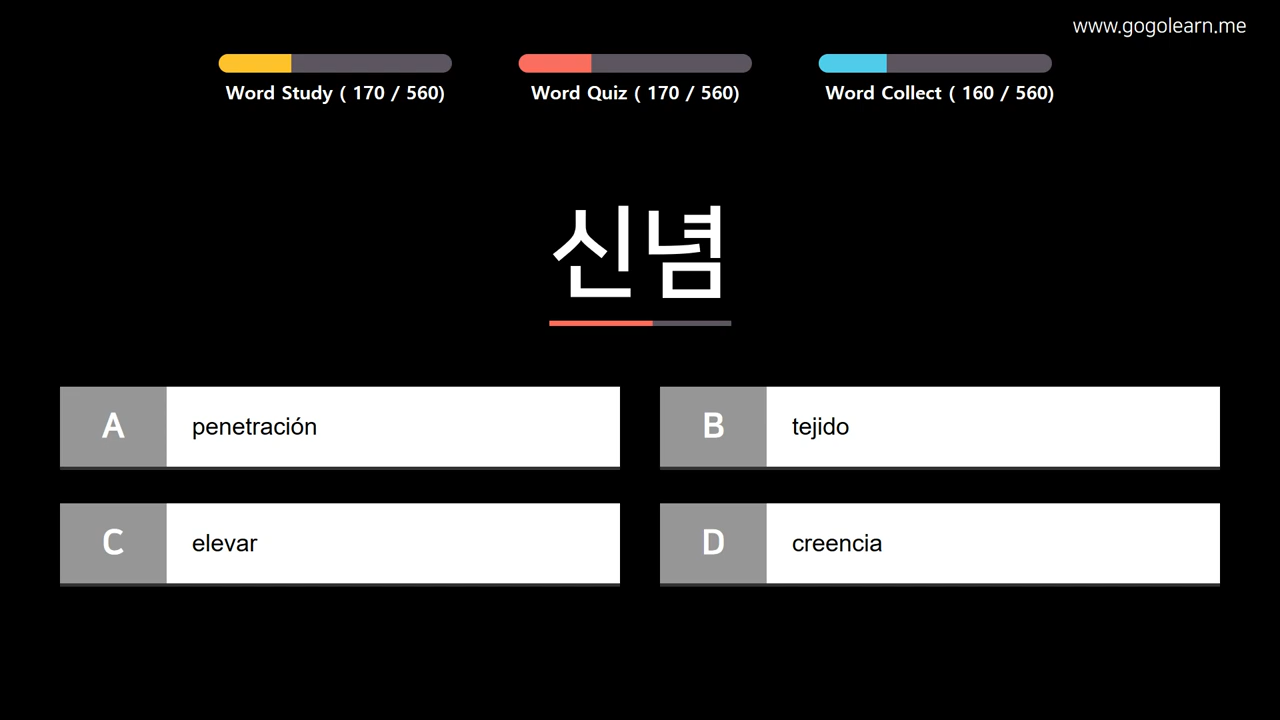 www.gogolearn.me
Word Study ( 170 / 560)
Word Quiz ( 170 / 560)
Word Collect ( 160 / 560)
신념
A penetración
B tejido
C elevar
D creencia